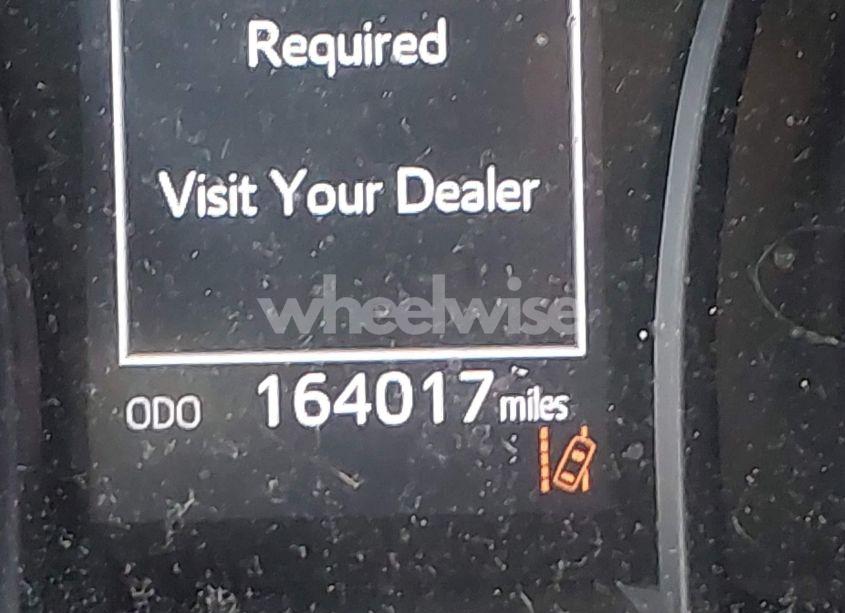 Required
Visit Your Dealer
wheelwise
ODO 164017 miles